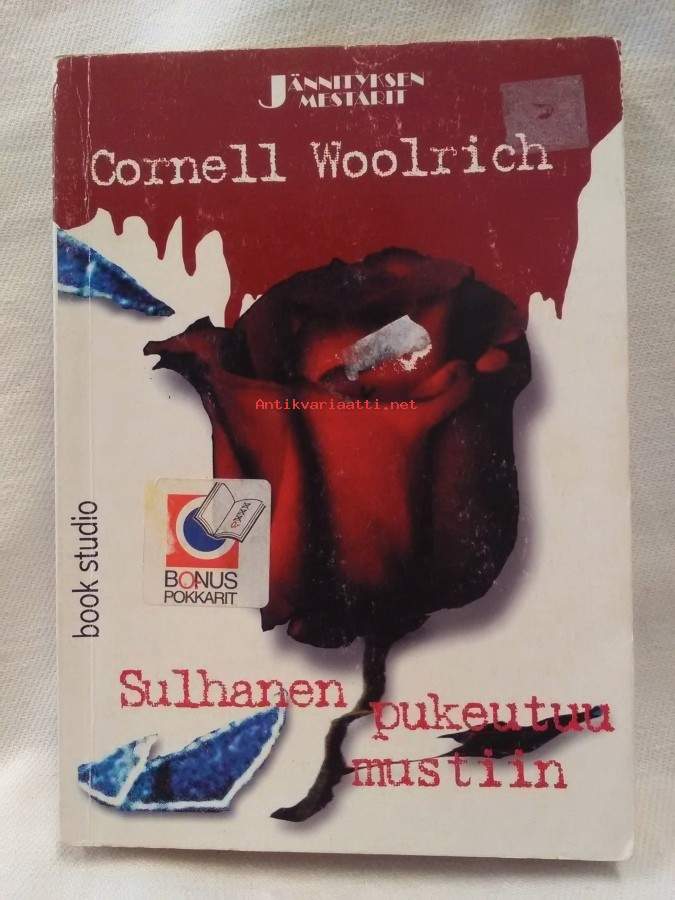 JÄNNITYKSEN
MESTARIT
Cornell Woolrich
Antikvariaatti.net
book studio
BONUS
POKKARIT
Sulhanen
pukeutuu
mustiin